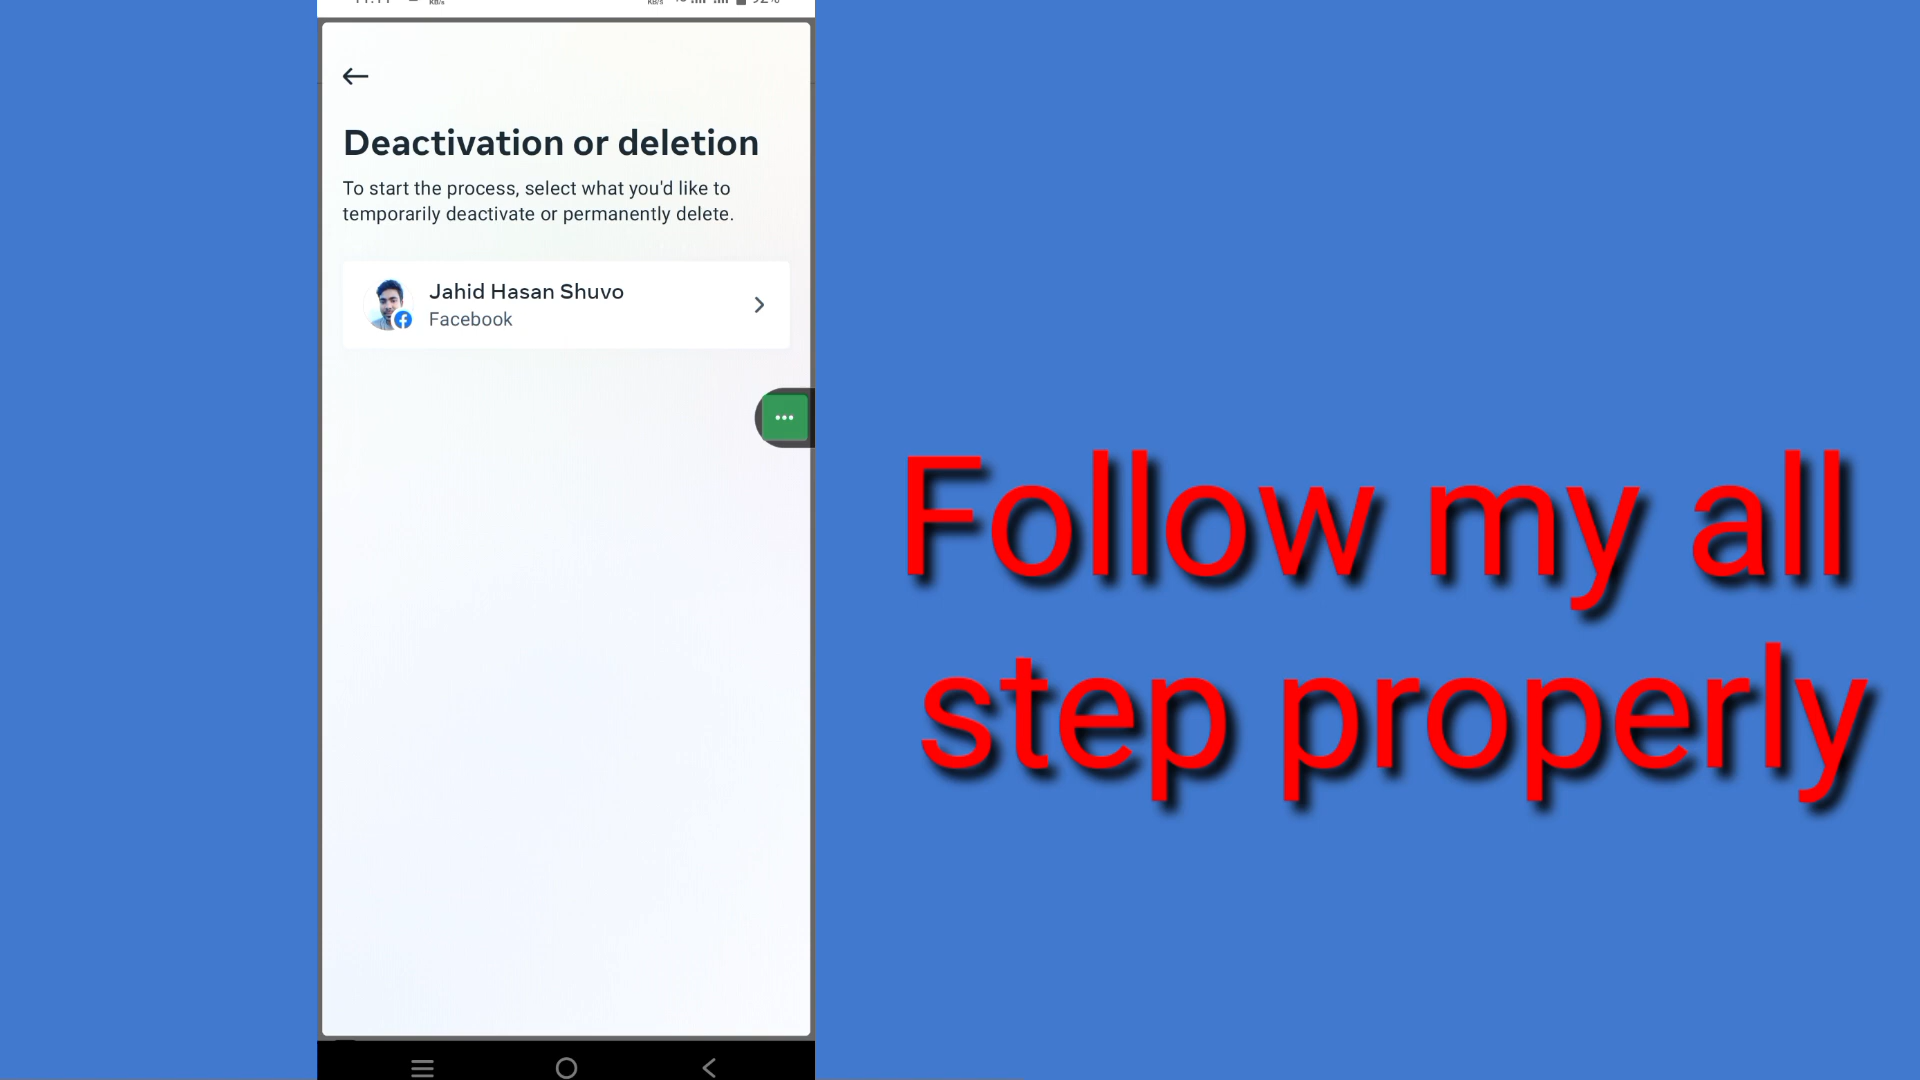 Deactivation or deletion
To start the process, select what you'd like to
temporarily deactivate or permanently delete.
Jahid Hasan Shuvo
Facebook
Follow my all
step properly